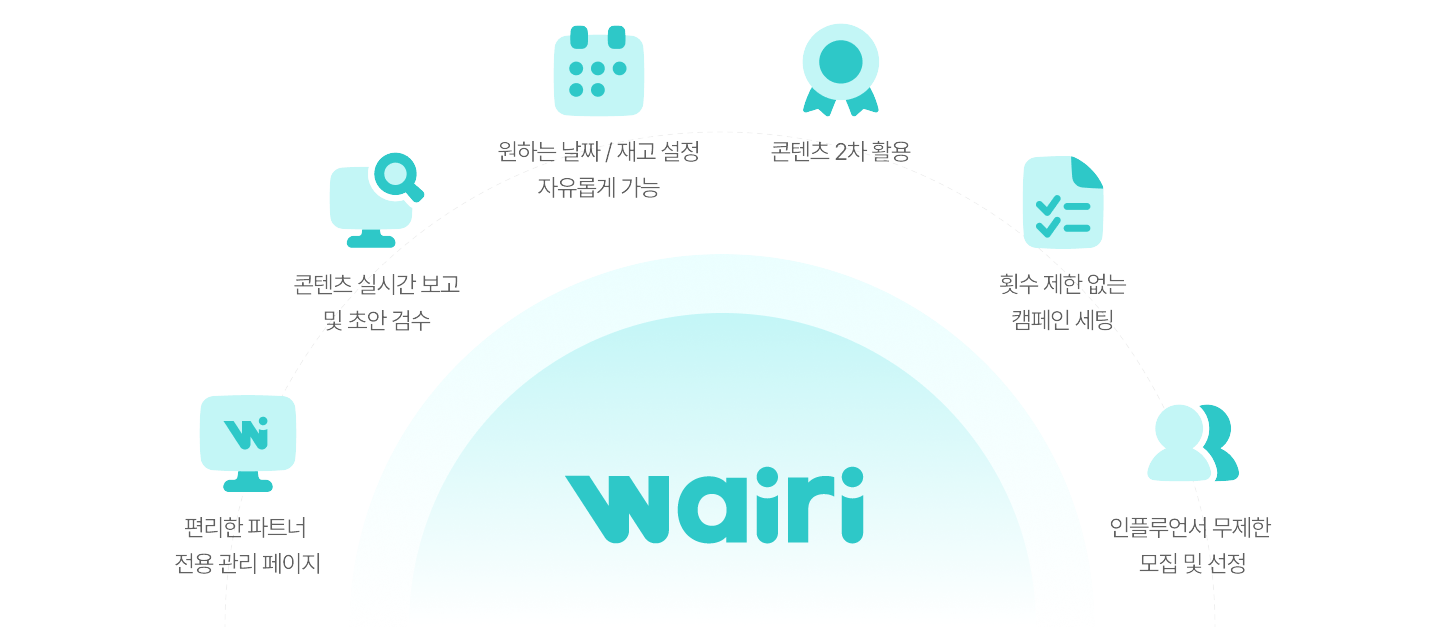 원하는 날짜 / 재고 설정
자유롭게 가능
콘텐츠 2차 활용
콘텐츠 실시간 보고
및 초안 검수
횟수 제한 없는
캠페인 세팅
wi
편리한 파트너
전용 관리 페이지
wairi
인플루언서 무제한
모집 및 선정